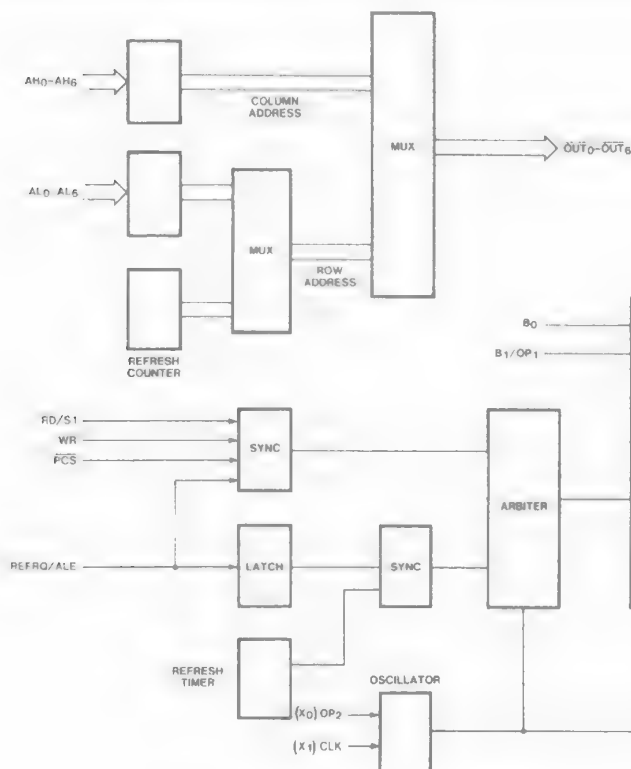 AH0-AH6
COLUMN
ADDRESS
MUX
OUT0-OUT6
AL0-AL6
MUX
ROW
ADDRESS
REFRESH
COUNTER
B0
B1/OP1
RD/S1
WR
PCS
SYNC
ARBITER
REFRQ/ALE
LATCH
SYNC
REFRESH
TIMER
OSCILLATOR
(X0) OP2
(X1) CLK